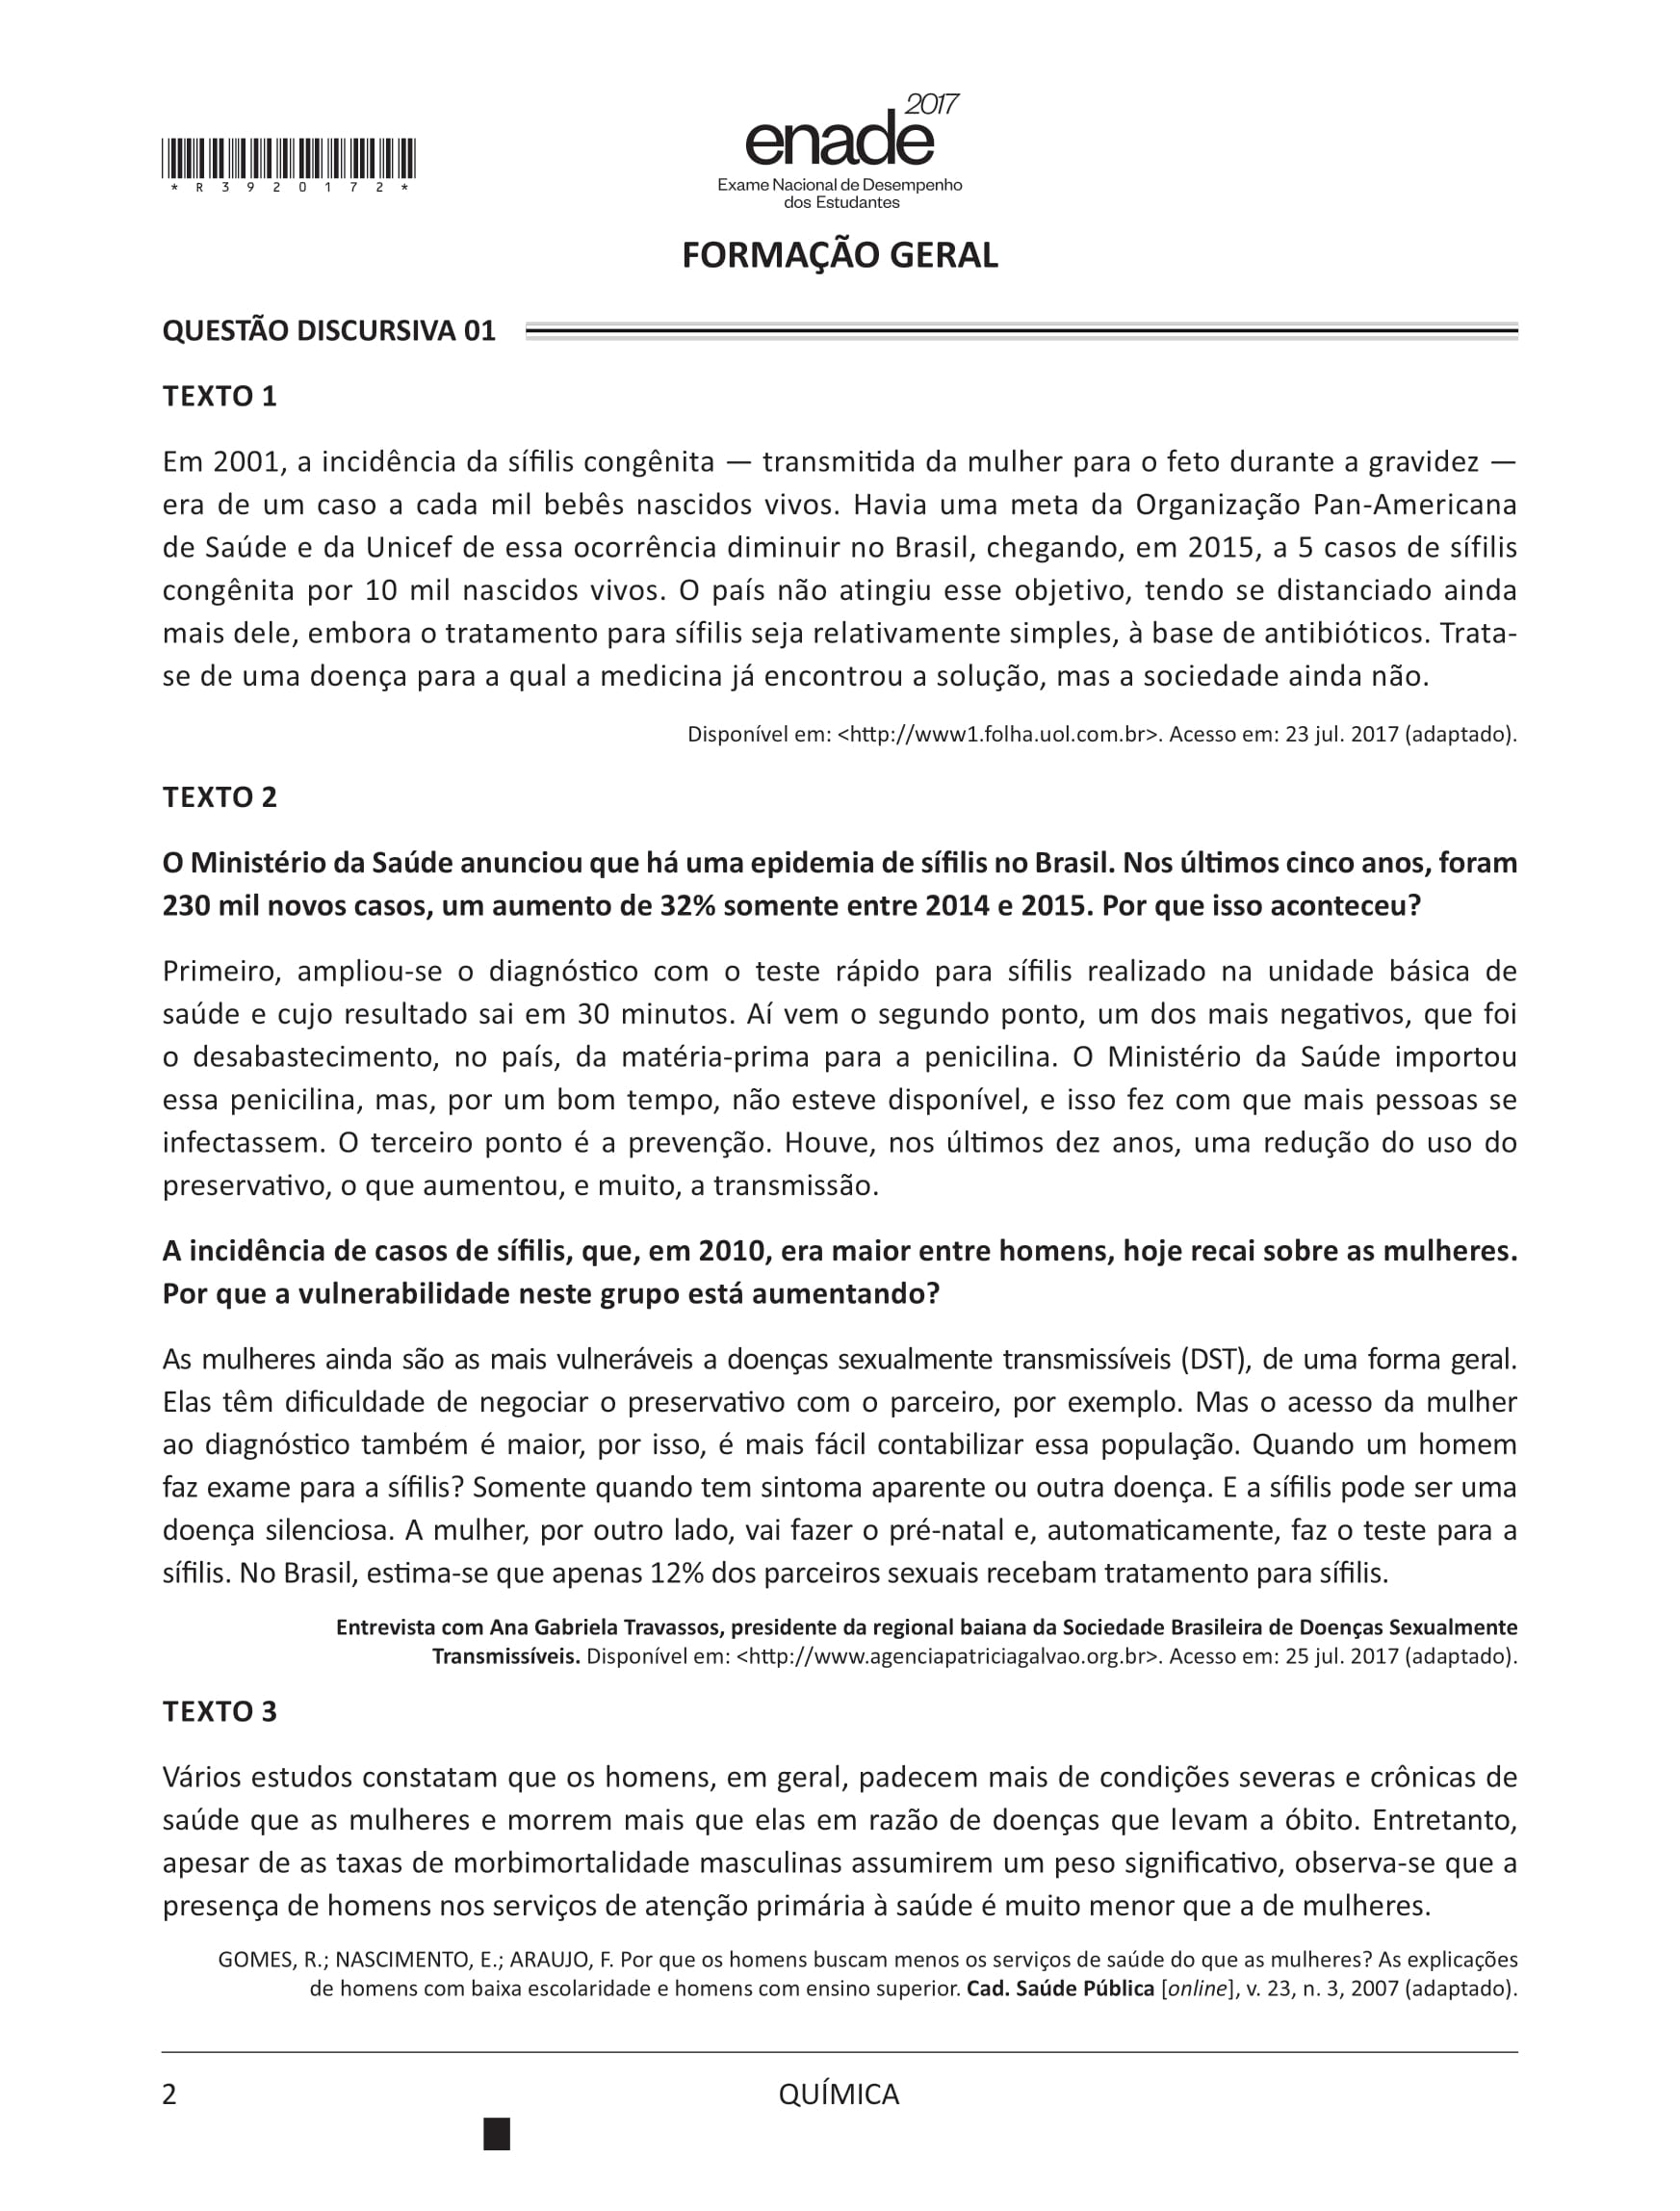 enade 2017
* R 3 9 2 0 1 7 2 *
Exame Nacional de Desempenho
dos Estudantes
FORMAÇÃO GERAL
QUESTÃO DISCURSIVA 01
TEXTO 1
Em 2001, a incidência da sífilis congênita — transmitida da mulher para o feto durante a gravidez —
era de um caso a cada mil bebês nascidos vivos. Havia uma meta da Organização Pan-Americana
de Saúde e da Unicef de essa ocorrência diminuir no Brasil, chegando, em 2015, a 5 casos de sífilis
congênita por 10 mil nascidos vivos. O país não atingiu esse objetivo, tendo se distanciado ainda
mais dele, embora o tratamento para sífilis seja relativamente simples, à base de antibióticos. Trata-
se de uma doença para a qual a medicina já encontrou a solução, mas a sociedade ainda não.
Disponível em: <http://www1.folha.uol.com.br>. Acesso em: 23 jul. 2017 (adaptado).
TEXTO 2
O Ministério da Saúde anunciou que há uma epidemia de sífilis no Brasil. Nos últimos cinco anos, foram
230 mil novos casos, um aumento de 32% somente entre 2014 e 2015. Por que isso aconteceu?
Primeiro, ampliou-se o diagnóstico com o teste rápido para sífilis realizado na unidade básica de
saúde e cujo resultado sai em 30 minutos. Aí vem o segundo ponto, um dos mais negativos, que foi
o desabastecimento, no país, da matéria-prima para a penicilina. O Ministério da Saúde importou
essa penicilina, mas, por um bom tempo, não esteve disponível, e isso fez com que mais pessoas se
infectassem. O terceiro ponto é a prevenção. Houve, nos últimos dez anos, uma redução do uso do
preservativo, o que aumentou, e muito, a transmissão.
A incidência de casos de sífilis, que, em 2010, era maior entre homens, hoje recai sobre as mulheres.
Por que a vulnerabilidade neste grupo está aumentando?
As mulheres ainda são as mais vulneráveis a doenças sexualmente transmissíveis (DST), de uma forma geral.
Elas têm dificuldade de negociar o preservativo com o parceiro, por exemplo. Mas o acesso da mulher
ao diagnóstico também é maior, por isso, é mais fácil contabilizar essa população. Quando um homem
faz exame para a sífilis? Somente quando tem sintoma aparente ou outra doença. E a sífilis pode ser uma
doença silenciosa. A mulher, por outro lado, vai fazer o pré-natal e, automaticamente, faz o teste para a
sífilis. No Brasil, estima-se que apenas 12% dos parceiros sexuais recebam tratamento para sífilis.
Entrevista com Ana Gabriela Travassos, presidente da regional baiana da Sociedade Brasileira de Doenças Sexualmente
Transmissíveis. Disponível em: <http://www.agenciapatriciagalvao.org.br>. Acesso em: 25 jul. 2017 (adaptado).
TEXTO 3
Vários estudos constatam que os homens, em geral, padecem mais de condições severas e crônicas de
saúde que as mulheres e morrem mais que elas em razão de doenças que levam a óbito. Entretanto,
apesar de as taxas de morbimortalidade masculinas assumirem um peso significativo, observa-se que a
presença de homens nos serviços de atenção primária à saúde é muito menor que a de mulheres.
GOMES, R.; NASCIMENTO, E.; ARAUJO, F. Por que os homens buscam menos os serviços de saúde do que as mulheres? As explicações
de homens com baixa escolaridade e homens com ensino superior. Cad. Saúde Pública [online], v. 23, n. 3, 2007 (adaptado).
2 QUÍMICA